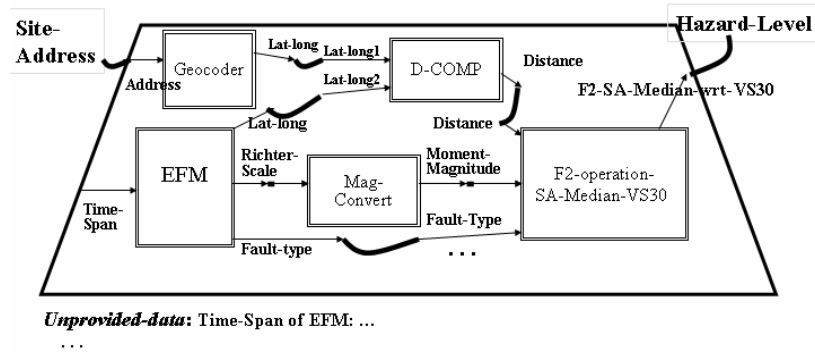 Site-
Address
Hazard-Level
Lat-long
Lat-long1
Geocoder
D-COMP
Distance
Address
Lat-long2
F2-SA-Median-wrt-VS30
Lat-long
Distance
Richter-
Scale
Moment-
Magnitude
EFM
Mag-
Convert
F2-operation-
SA-Median-VS30
Time-
Span
Fault-type
Fault-Type
. . .
Unprovided-data: Time-Span of EFM: ...
. . .